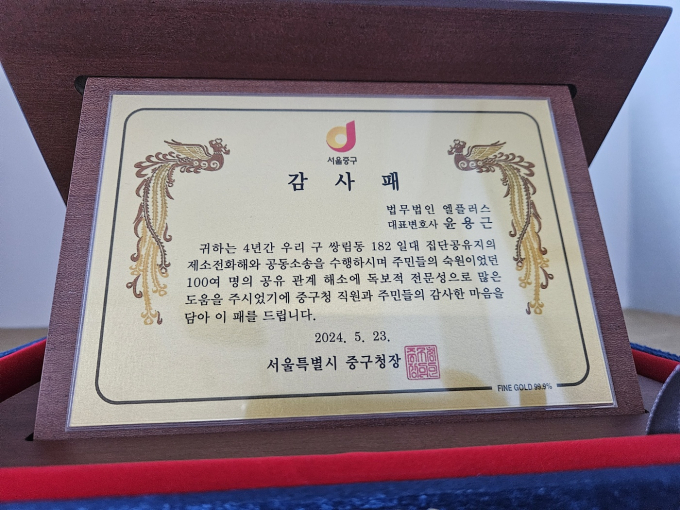 서울중구
감 사 패
법무법인 엘플러스
대표변호사 윤 용 근
귀하는 4년간 우리 구 쌍림동 182 일대 집단공유지의
제소전화해와 공동소송을 수행하시며 주민들의 숙원이었던
100여 명의 공유 관계 해소에 독보적 전문성으로 많은
도움을 주시었기에 중구청 직원과 주민들의 감사한 마음을
담아 이 패를 드립니다.
2024. 5. 23.
서울특별시 중구청장
FINE GOLD 99.9%